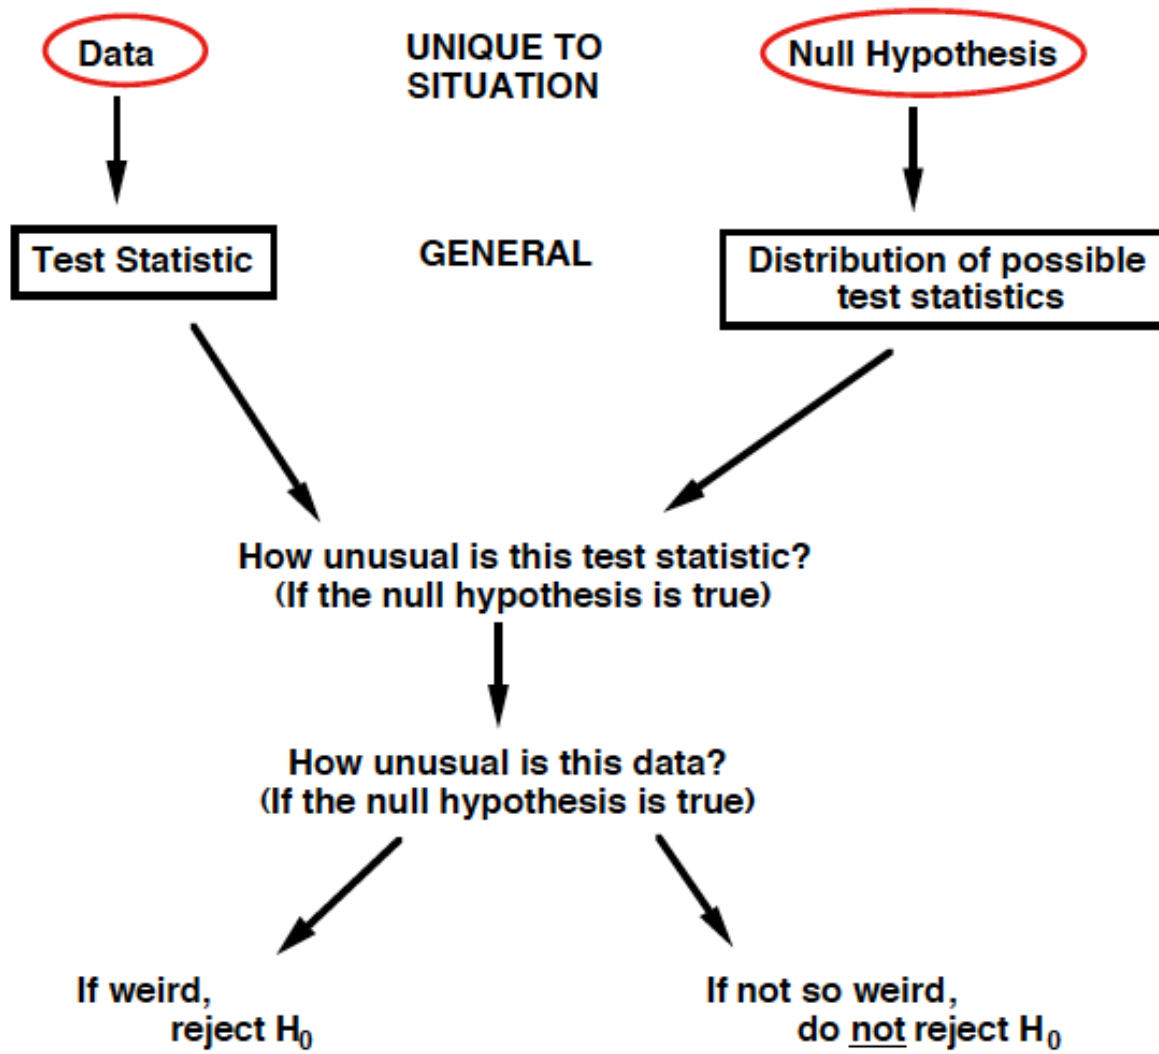 Data
UNIQUE TO
SITUATION
Null Hypothesis
Test Statistic
GENERAL
Distribution of possible
test statistics
How unusual is this test statistic?
(If the null hypothesis is true)
How unusual is this data?
(If the null hypothesis is true)
If weird,
reject H₀
If not so weird,
do not reject H₀